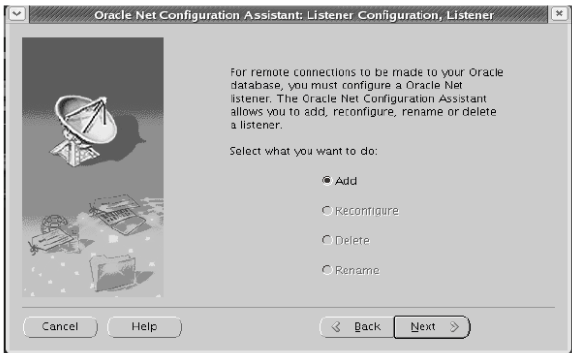 Oracle Net Configuration Assistant: Listener Configuration, Listener
For remote connections to be made to your Oracle
database, you must configure a Oracle Net
listener. The Oracle Net Configuration Assistant
allows you to add, reconfigure, rename or delete
a listener.
Select what you want to do:
Add
Reconfigure
Delete
Rename
Cancel Help Back Next